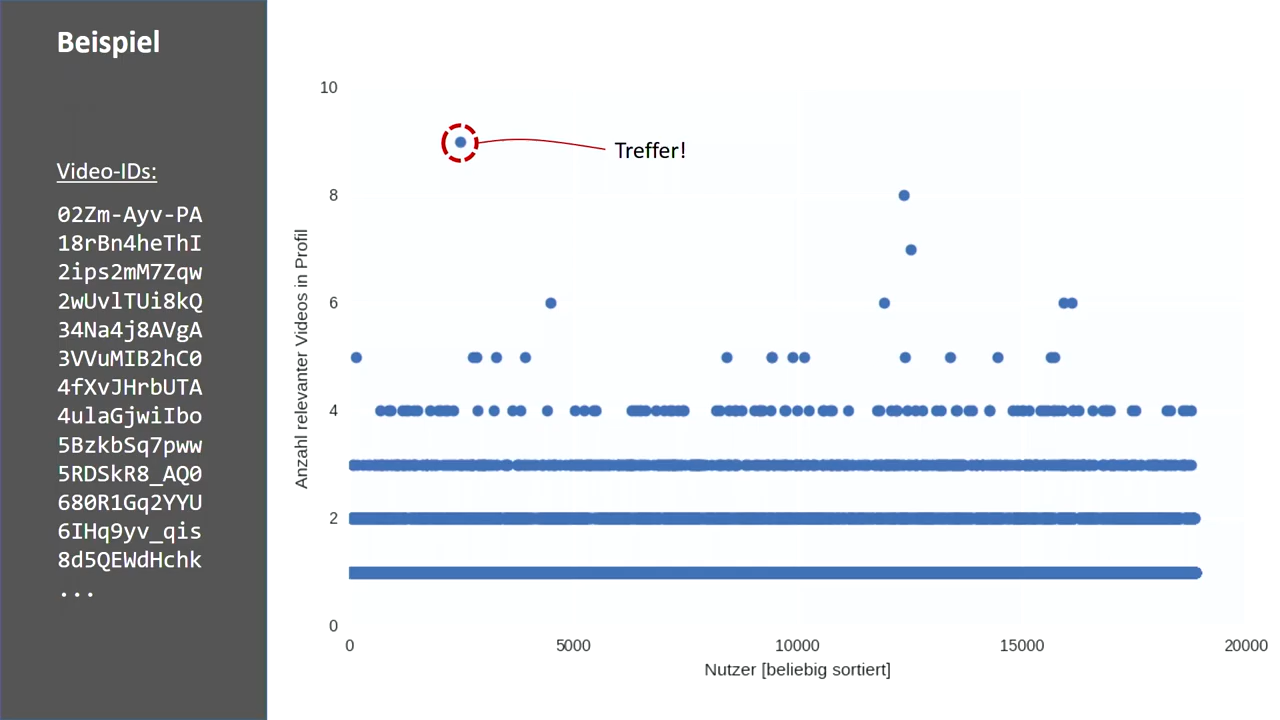 Beispiel
Video-IDs:
02Zm-Ayv-PA
18rBn4heThI
2ips2mM7Zqw
2wUvlTUi8kQ
34Na4j8AVgA
3VVuMIB2hC0
4fXvJHrbUTA
4ulaGjwiIbo
5BzkbSq7pww
5RDSkR8_AQ0
680R1Gq2YYU
6IHq9yv_qis
8d5QEWdHchk
...
Treffer!
Anzahl relevanter Videos in Profil
10
8
6
4
2
0
0 5000 10000 15000 20000
Nutzer [beliebig sortiert]